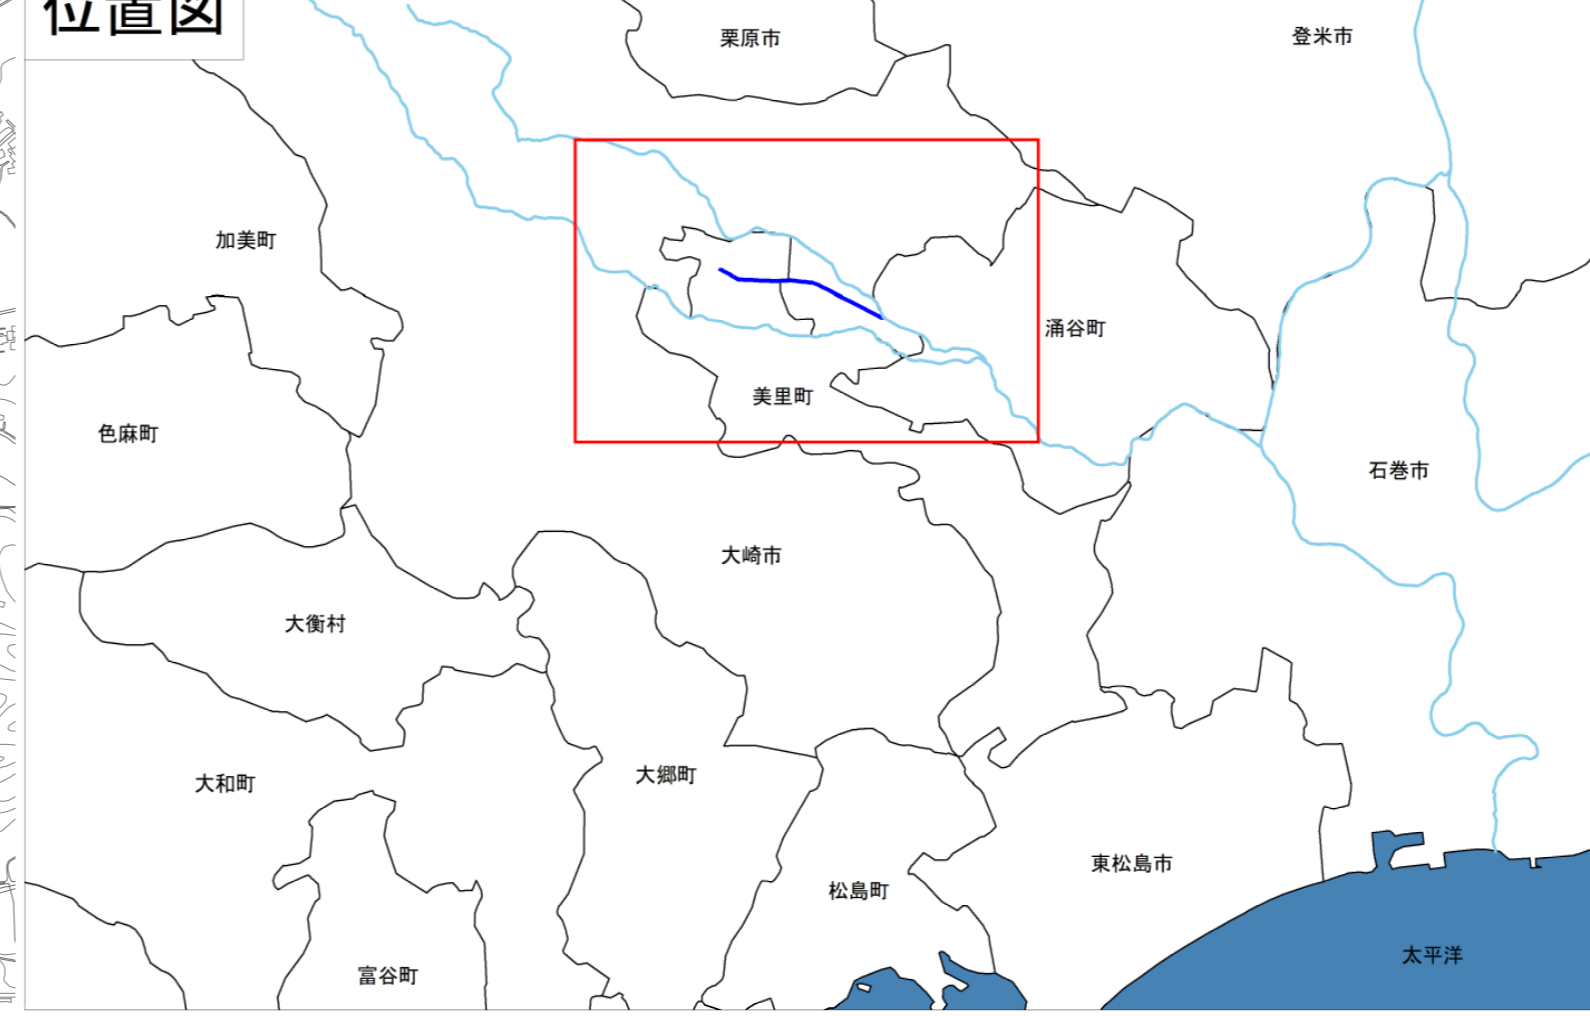 位置図
栗原市
登米市
加美町
涌谷町
美里町
色麻町
石巻市
大崎市
大衡村
大郷町
大和町
東松島市
松島町
太平洋
富谷町